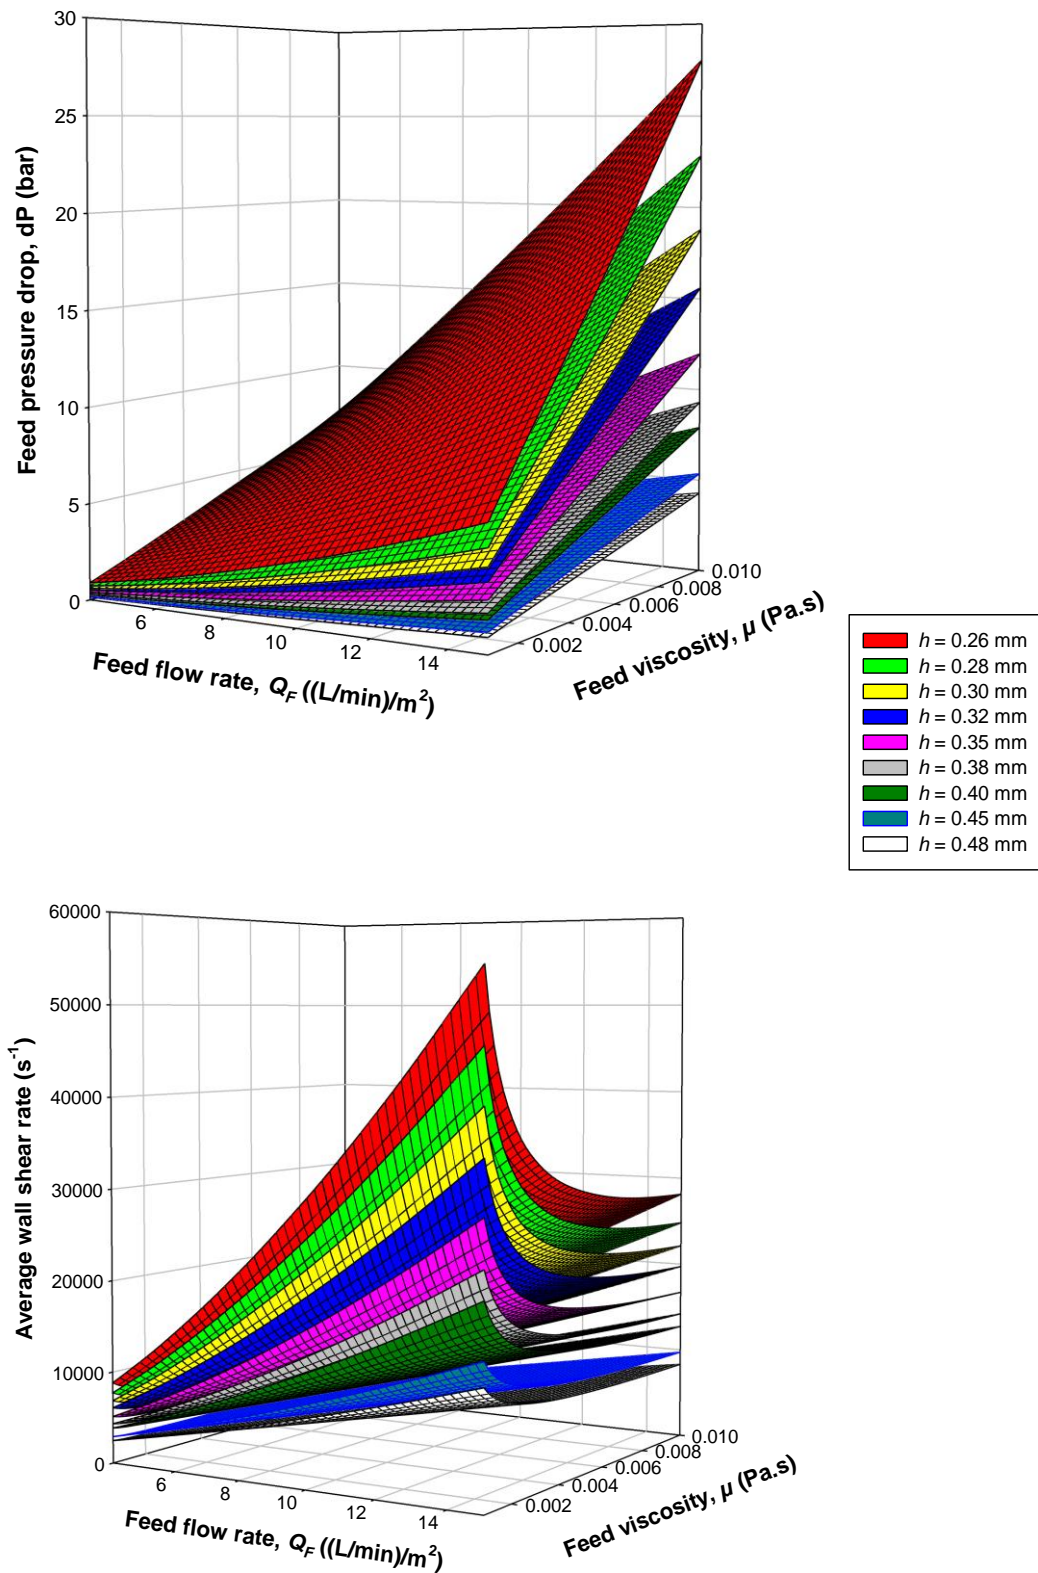 30
25
20
15
10
5
0
Feed pressure drop, dP (bar)
6
8
10
12
14
Feed flow rate, Q_F ((L/min)/m²)
0.002
0.004
0.006
0.008
0.010
Feed viscosity, µ (Pa.s)
h = 0.26 mm
h = 0.28 mm
h = 0.30 mm
h = 0.32 mm
h = 0.35 mm
h = 0.38 mm
h = 0.40 mm
h = 0.45 mm
h = 0.48 mm
60000
50000
40000
30000
20000
10000
0
Average wall shear rate (s⁻¹)
6
8
10
12
14
Feed flow rate, Q_F ((L/min)/m²)
0.002
0.004
0.006
0.008
0.010
Feed viscosity, µ (Pa.s)